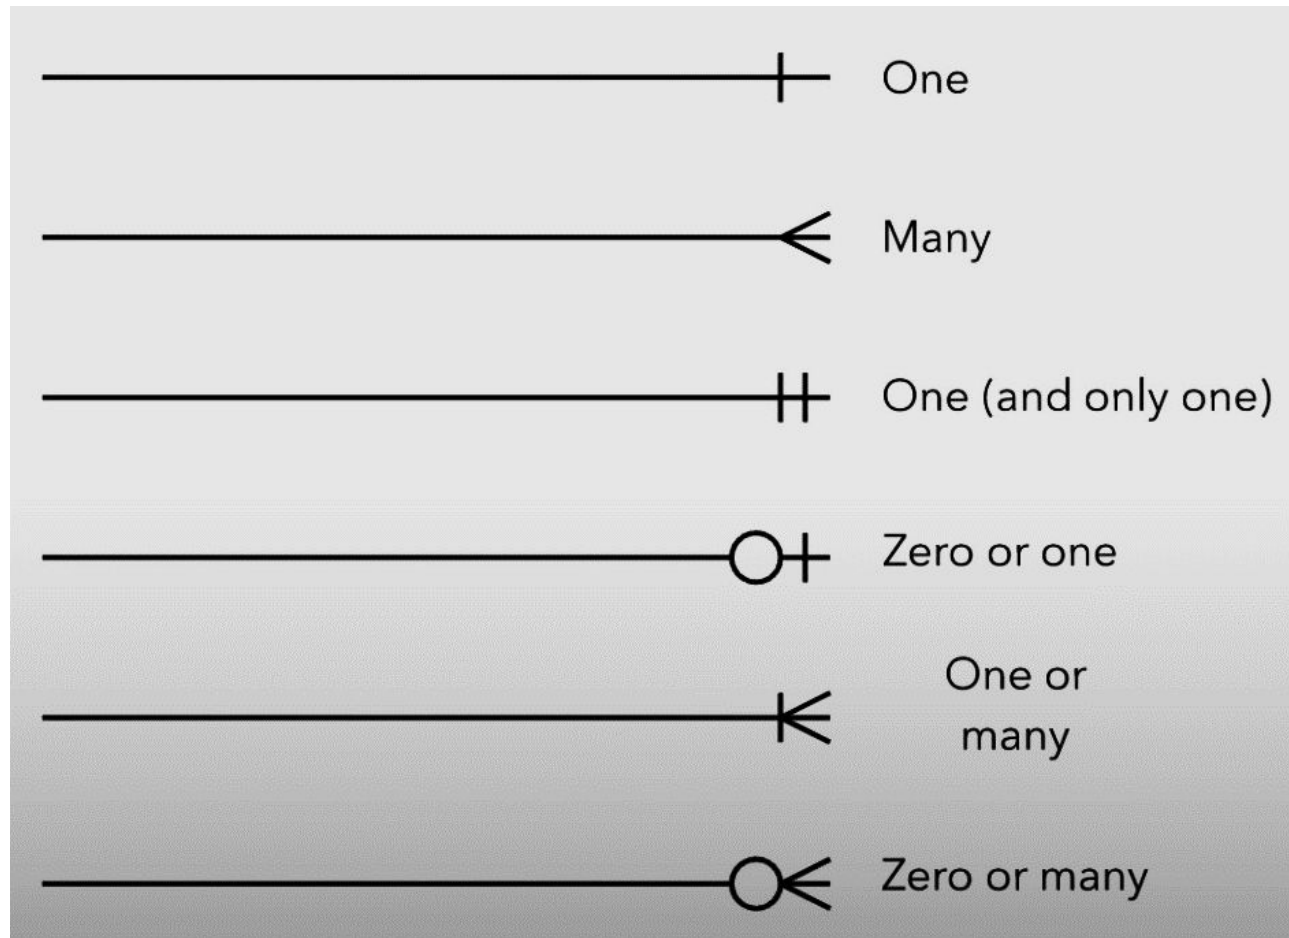 One
Many
One (and only one)
Zero or one
One or
many
Zero or many